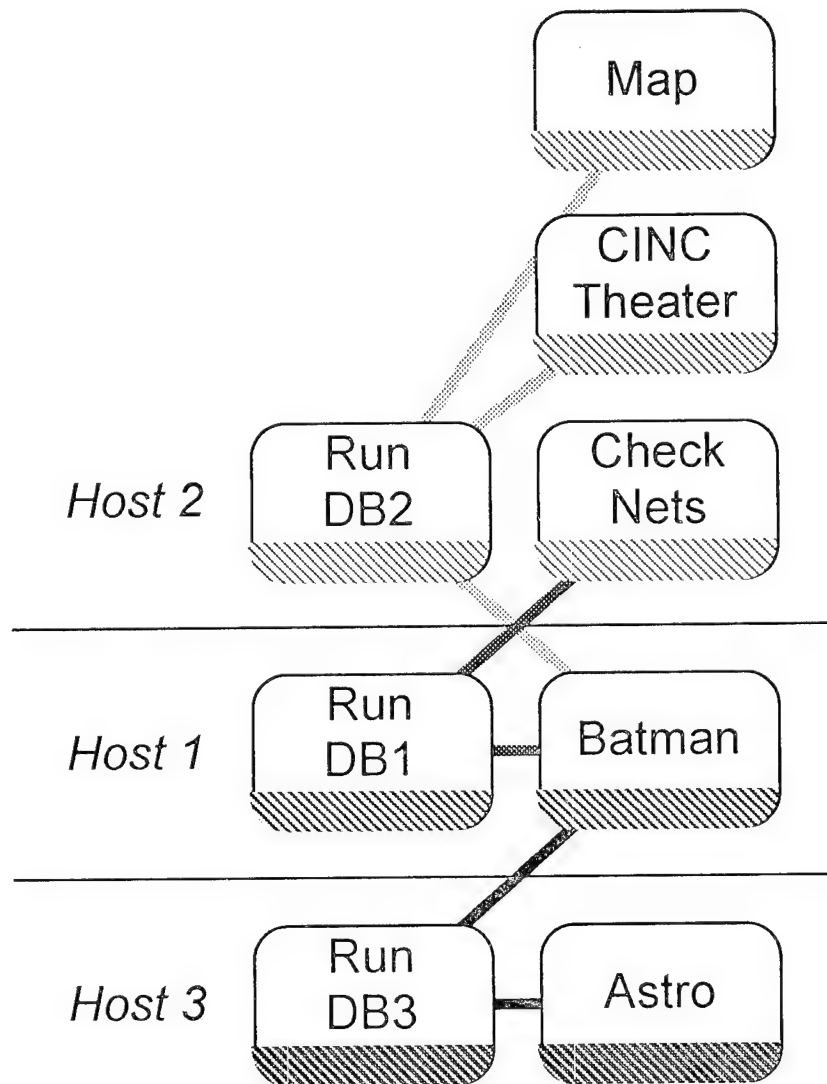 Map
CINC
Theater
Host 2
Run
DB2
Check
Nets
Host 1
Run
DB1
Batman
Host 3
Run
DB3
Astro